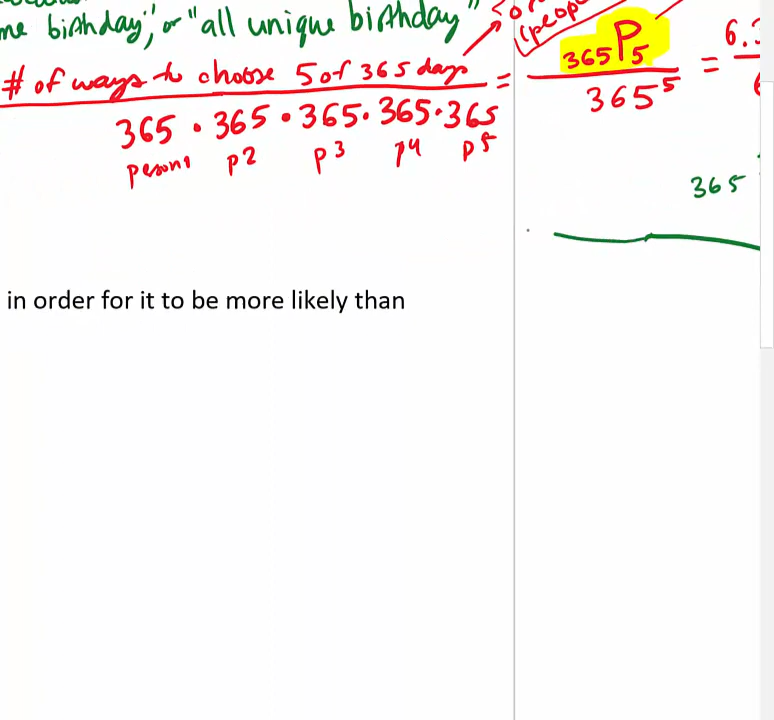 me birthday", or "all unique birthday"
# of ways to choose 5 of 365 days = 365P5 = 6.
365 · 365 · 365 · 365 · 365
365^5
person1 p2 p3 p4 p5
365
in order for it to be more likely than